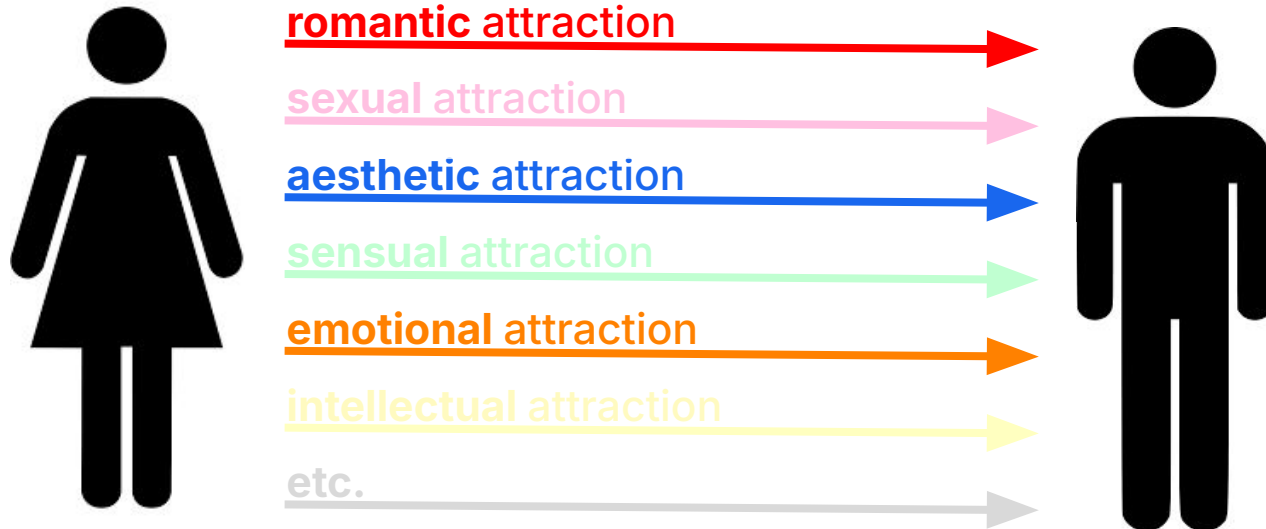 romantic attraction
sexual attraction
aesthetic attraction
sensual attraction
emotional attraction
intellectual attraction
etc.